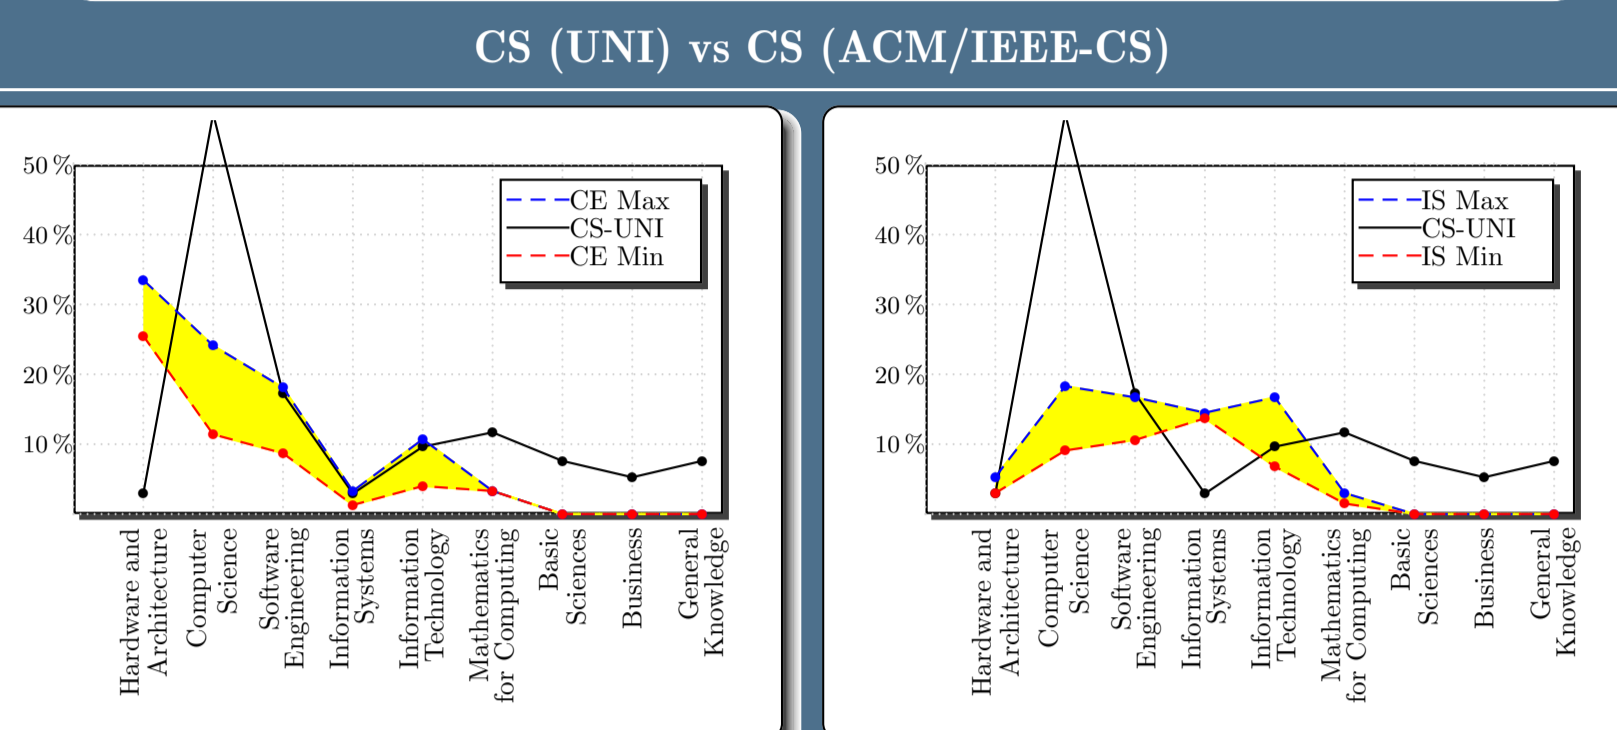 CS (UNI) vs CS (ACM/IEEE-CS)
50 %
40 %
30 %
20 %
10 %
CE Max
CS-UNI
CE Min
Hardware and
Architecture
Computer
Science
Software
Engineering
Information
Systems
Information
Technology
Mathematics
for Computing
Basic
Sciences
Business
General
Knowledge
50 %
40 %
30 %
20 %
10 %
IS Max
CS-UNI
IS Min
Hardware and
Architecture
Computer
Science
Software
Engineering
Information
Systems
Information
Technology
Mathematics
for Computing
Basic
Sciences
Business
General
Knowledge